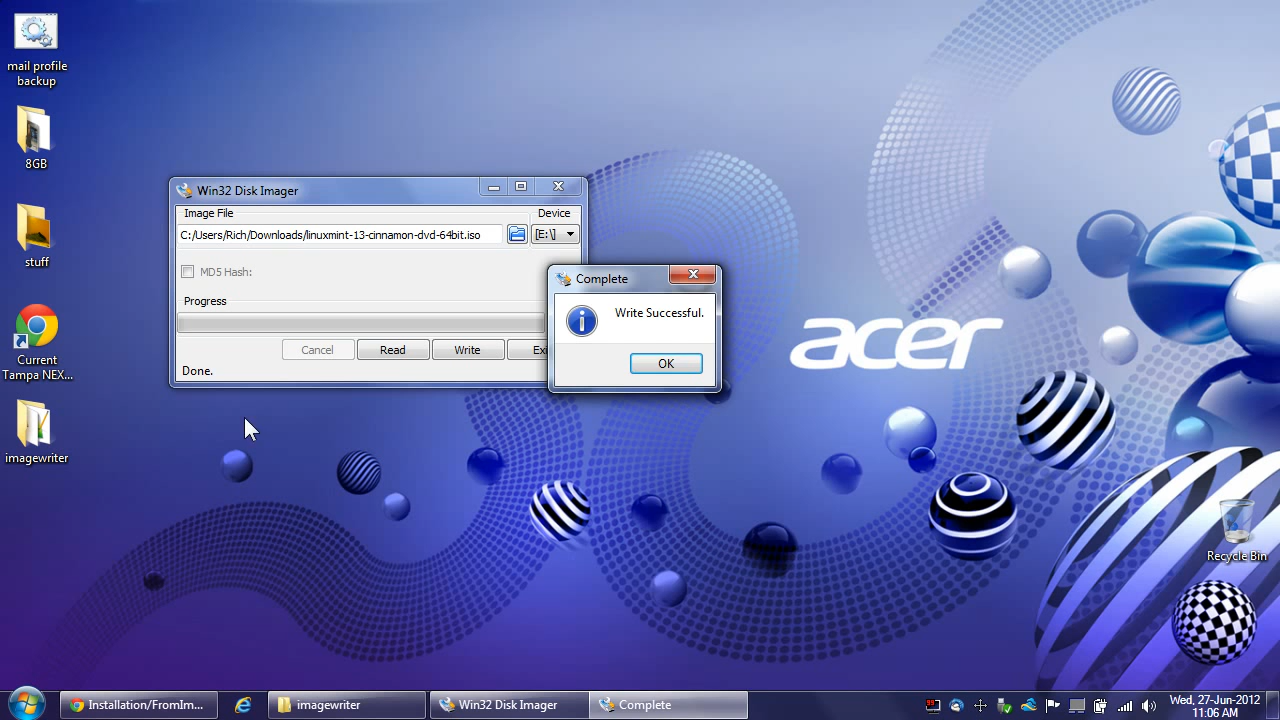 mail profile
backup
8GB
stuff
Current
Tampa NEX...
imagewriter
Win32 Disk Imager
Image File
Device
C:/Users/Rich/Downloads/linuxmint-13-cinnamon-dvd-64bit.iso
[E:\]
MD5 Hash:
Progress
Cancel
Read
Write
Exi
Done.
Complete
Write Successful.
OK
acer
Recycle Bin
Installation/FromIm...
imagewriter
Win32 Disk Imager
Complete
Wed, 27-Jun-2012
11:06 AM